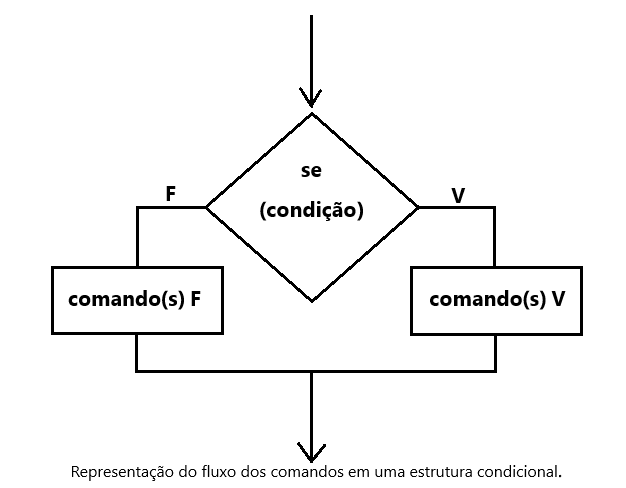 se
(condição)
F
V
comando(s) F
comando(s) V
Representação do fluxo dos comandos em uma estrutura condicional.